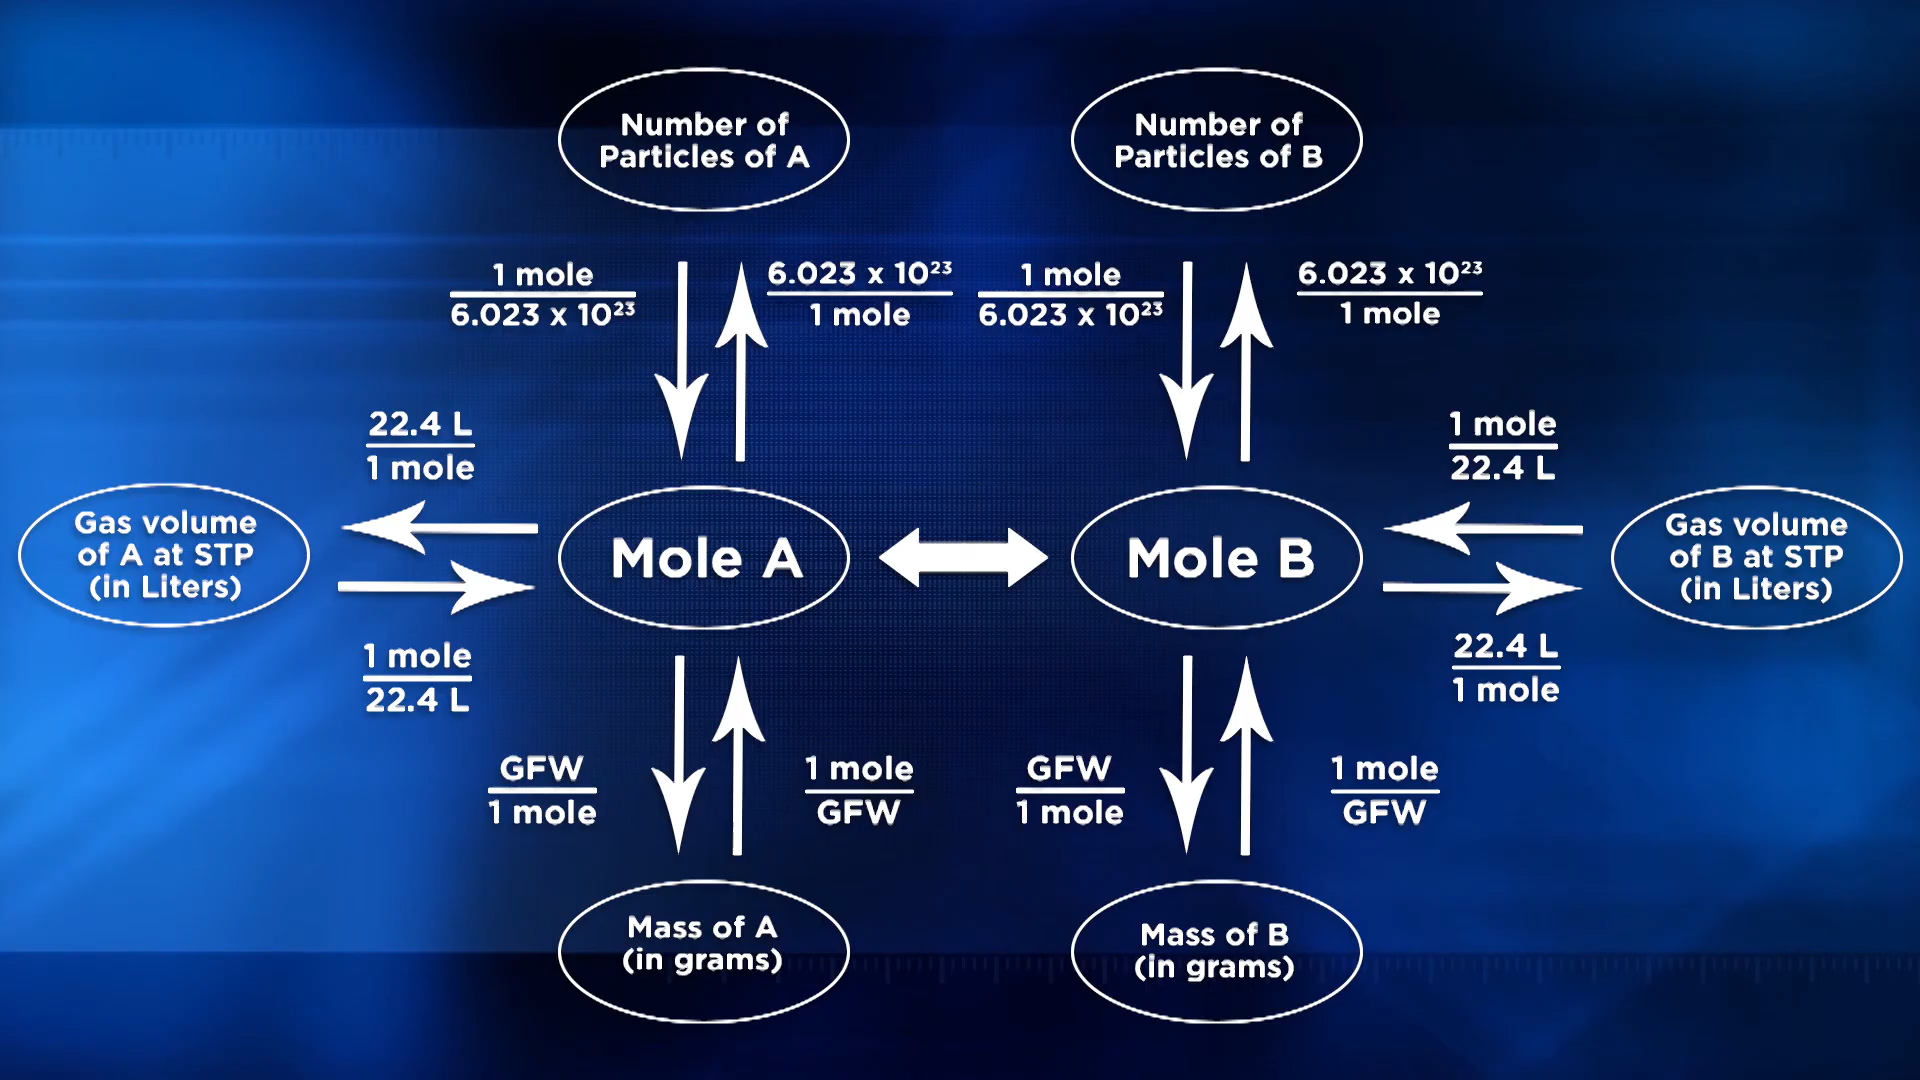 Number of
Particles of A
Number of
Particles of B
1 mole
6.023 x 10²³
6.023 x 10²³
1 mole
1 mole
6.023 x 10²³
6.023 x 10²³
1 mole
22.4 L
1 mole
1 mole
22.4 L
Gas volume
of A at STP
(in Liters)
Mole A
Mole B
Gas volume
of B at STP
(in Liters)
1 mole
22.4 L
22.4 L
1 mole
GFW
1 mole
1 mole
GFW
GFW
1 mole
1 mole
GFW
Mass of A
(in grams)
Mass of B
(in grams)